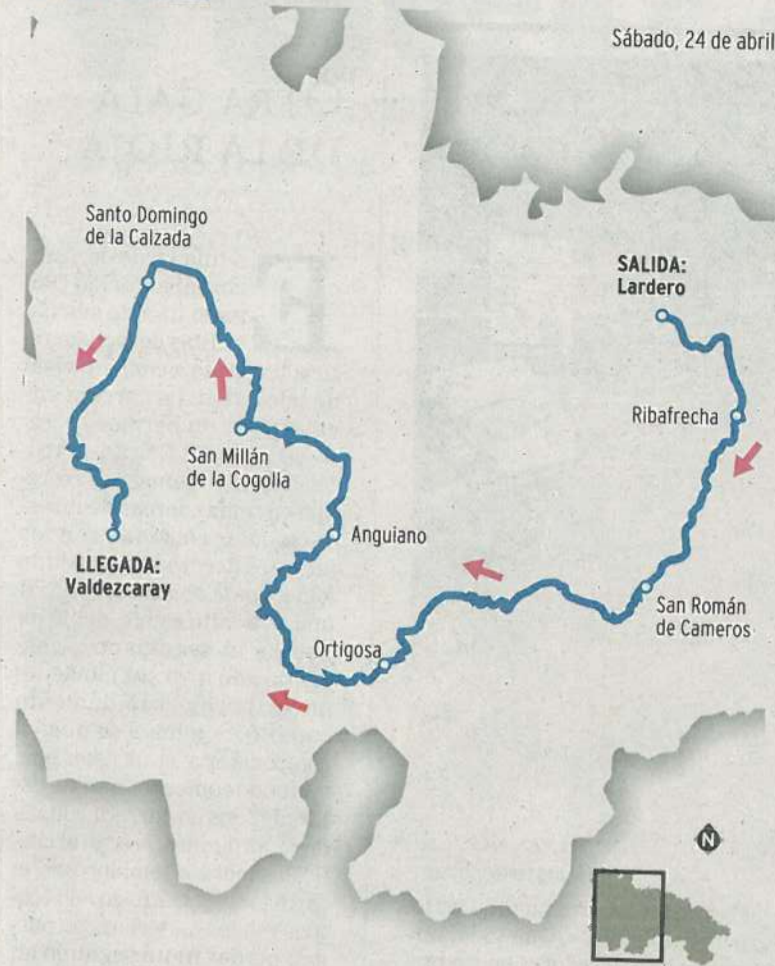 Sábado, 24 de abril
Santo Domingo
de la Calzada
SALIDA:
Lardero
Ribafrecha
San Millán
de la Cogolla
Anguiano
LLEGADA:
Valdezcaray
San Román
de Cameros
Ortigosa
N